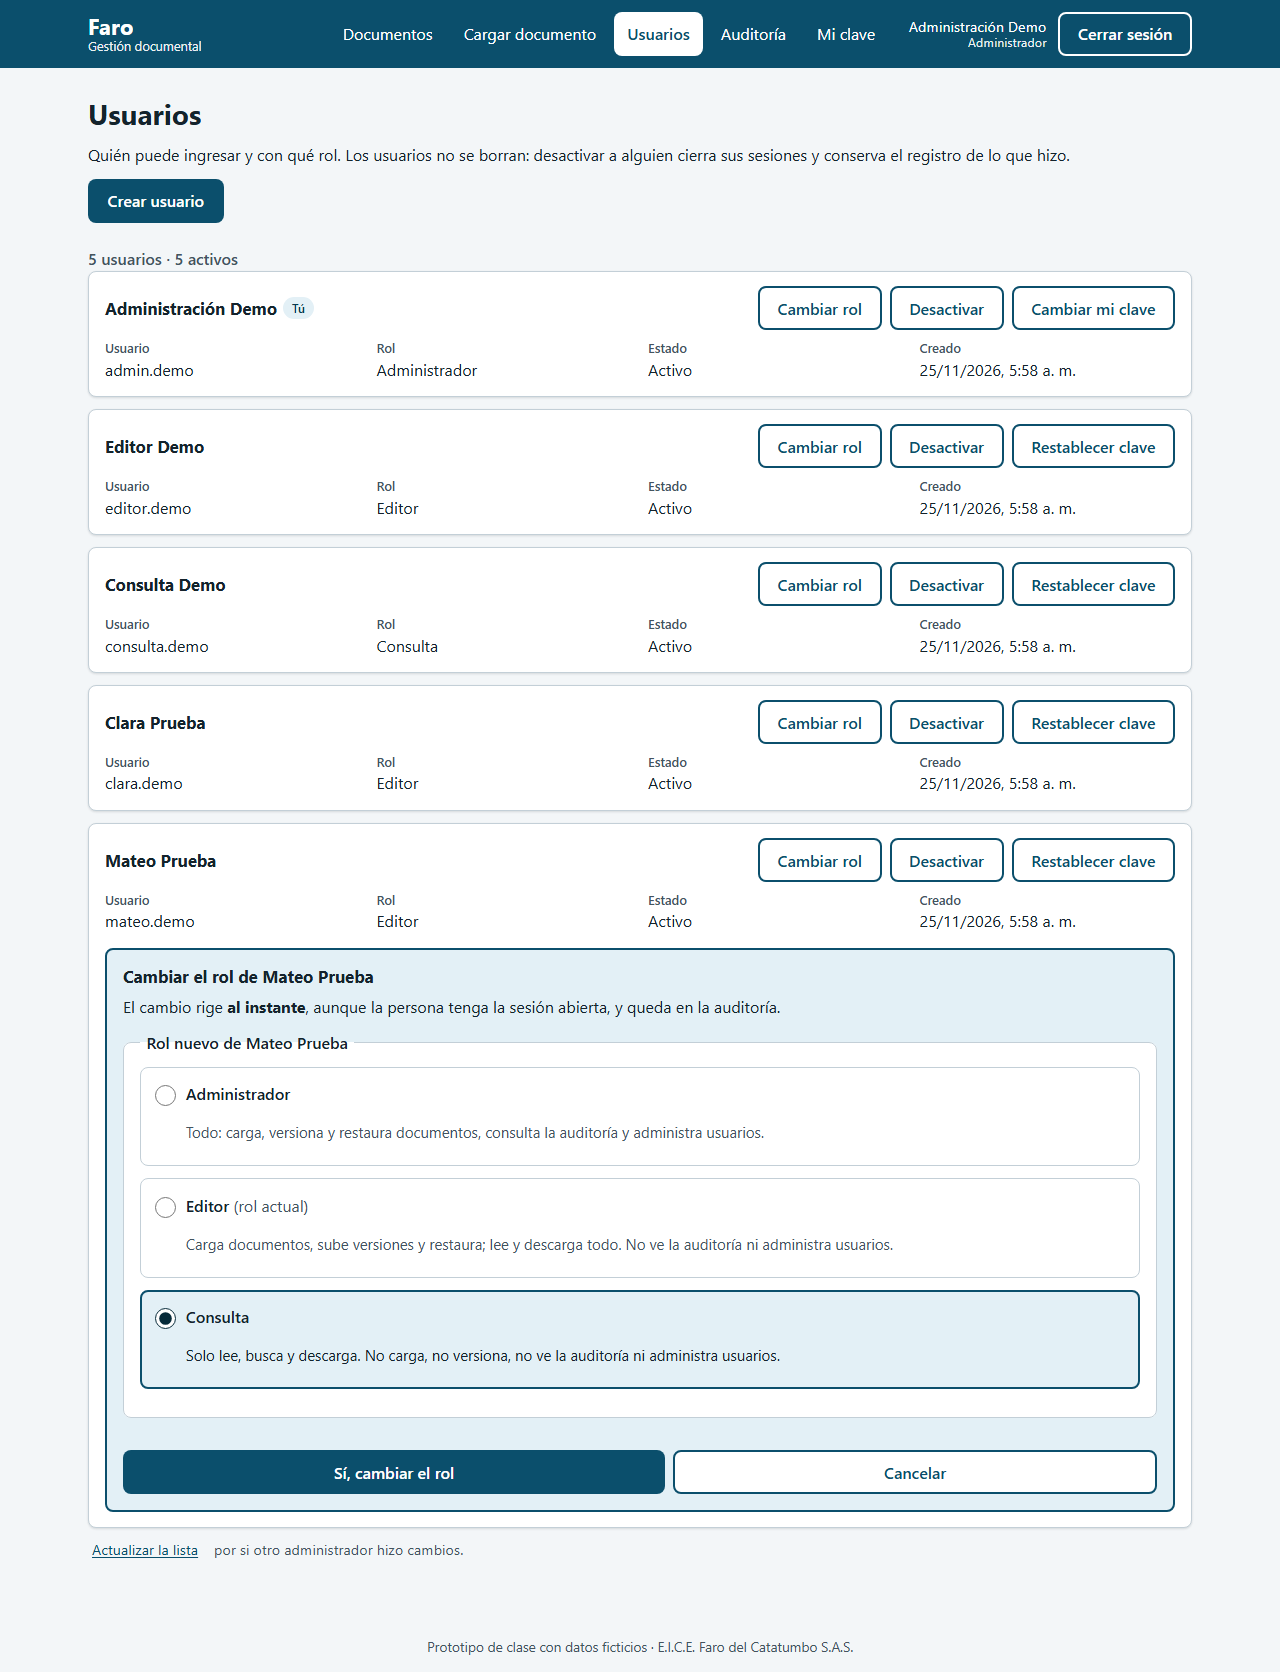 Faro
Gestión documental
Documentos
Cargar documento
Usuarios
Auditoría
Mi clave
Administración Demo
Administrador
Cerrar sesión
Usuarios
Quién puede ingresar y con qué rol. Los usuarios no se borran: desactivar a alguien cierra sus sesiones y conserva el registro de lo que hizo.
Crear usuario
5 usuarios · 5 activos
Administración Demo Tú
Cambiar rol
Desactivar
Cambiar mi clave
Usuario Rol Estado Creado
admin.demo Administrador Activo 25/11/2026, 5:58 a. m.
Editor Demo
Cambiar rol
Desactivar
Restablecer clave
Usuario Rol Estado Creado
editor.demo Editor Activo 25/11/2026, 5:58 a. m.
Consulta Demo
Cambiar rol
Desactivar
Restablecer clave
Usuario Rol Estado Creado
consulta.demo Consulta Activo 25/11/2026, 5:58 a. m.
Clara Prueba
Cambiar rol
Desactivar
Restablecer clave
Usuario Rol Estado Creado
clara.demo Editor Activo 25/11/2026, 5:58 a. m.
Mateo Prueba
Cambiar rol
Desactivar
Restablecer clave
Usuario Rol Estado Creado
mateo.demo Editor Activo 25/11/2026, 5:58 a. m.
Cambiar el rol de Mateo Prueba
El cambio rige al instante, aunque la persona tenga la sesión abierta, y queda en la auditoría.
Rol nuevo de Mateo Prueba
Administrador
Todo: carga, versiona y restaura documentos, consulta la auditoría y administra usuarios.
Editor (rol actual)
Carga documentos, sube versiones y restaura; lee y descarga todo. No ve la auditoría ni administra usuarios.
Consulta
Solo lee, busca y descarga. No carga, no versiona, no ve la auditoría ni administra usuarios.
Sí, cambiar el rol
Cancelar
Actualizar la lista por si otro administrador hizo cambios.
Prototipo de clase con datos ficticios · E.I.C.E. Faro del Catatumbo S.A.S.